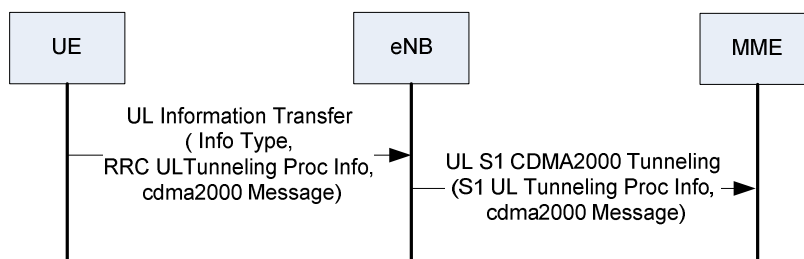 UE
eNB
MME
UL Information Transfer
( Info Type,
RRC ULTunneling Proc Info,
cdma2000 Message)
UL S1 CDMA2000 Tunneling
(S1 UL Tunneling Proc Info,
cdma2000 Message)